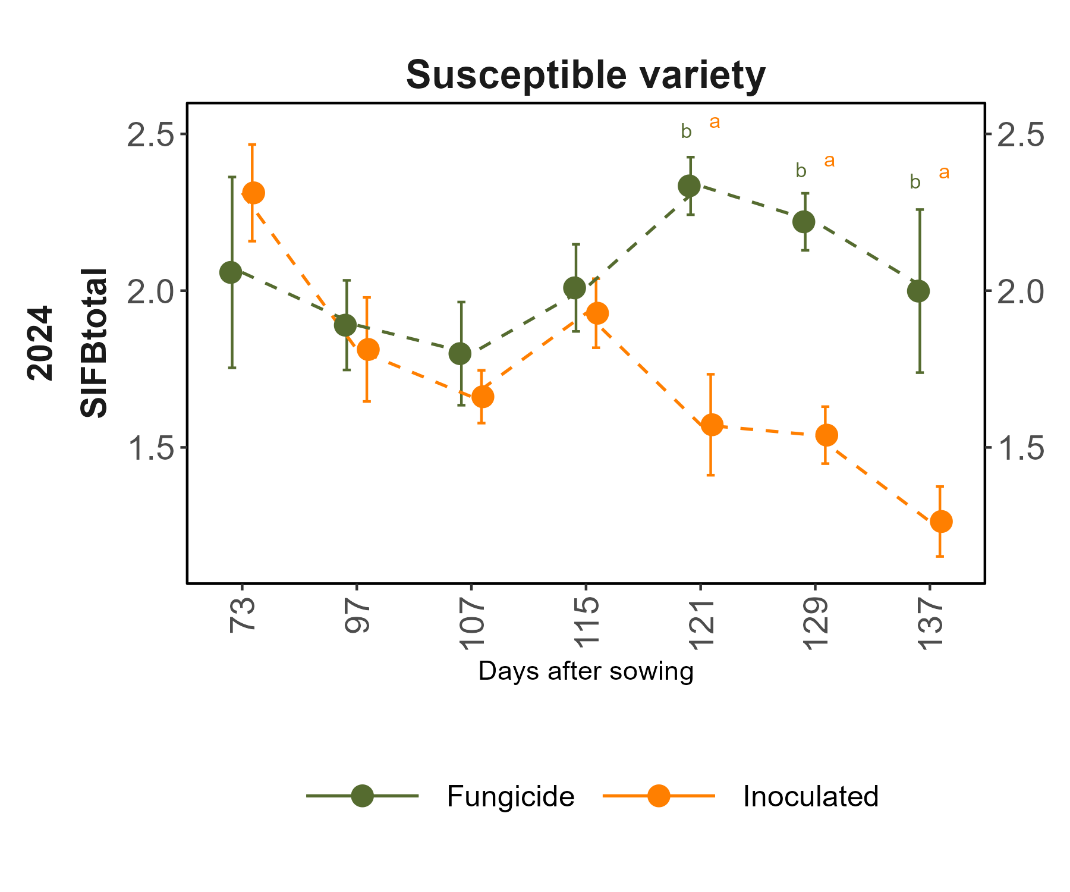 Susceptible variety
2024
SIFBtotal
2.5
2.0
1.5
2.5
2.0
1.5
b a
b a
b a
73 97 107 115 121 129 137
Days after sowing
Fungicide Inoculated